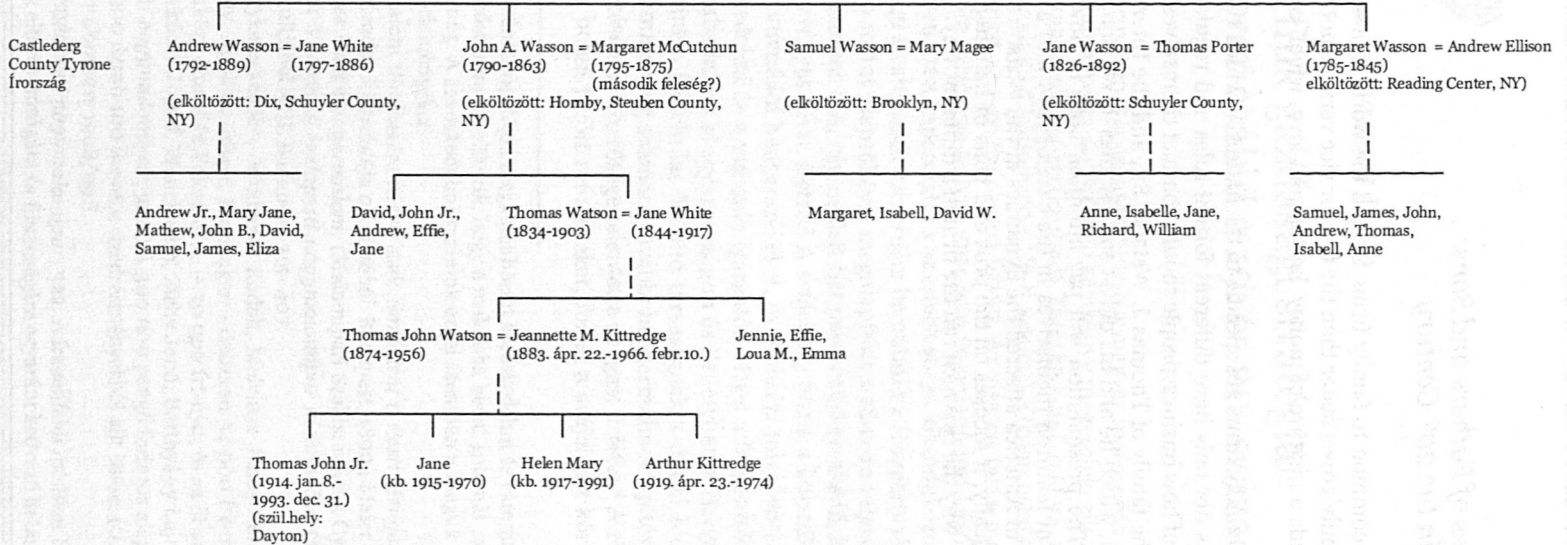 Castlederg
County Tyrone
Írország
Andrew Wasson = Jane White
(1792-1889) (1797-1886)
(elköltözött: Dix, Schuyler County,
NY)
John A. Wasson = Margaret McCutchun
(1790-1863) (1795-1875)
(második feleség?)
(elköltözött: Hornby, Steuben County,
NY)
Samuel Wasson = Mary Magee
(elköltözött: Brooklyn, NY)
Jane Wasson = Thomas Porter
(1826-1892)
(elköltözött: Schuyler County,
NY)
Margaret Wasson = Andrew Ellison
(1785-1845)
elköltözött: Reading Center, NY)
Andrew Jr., Mary Jane,
Mathew, John B., David,
Samuel, James, Eliza
David, John Jr.,
Andrew, Effie,
Jane
Thomas Watson = Jane White
(1834-1903) (1844-1917)
Margaret, Isabell, David W.
Anne, Isabelle, Jane,
Richard, William
Samuel, James, John,
Andrew, Thomas,
Isabell, Anne
Thomas John Watson = Jeannette M. Kittredge
(1874-1956) (1883. ápr. 22.-1966. febr.10.)
Jennie, Effie,
Loua M., Emma
Thomas John Jr.
(1914. jan.8.-
1993. dec. 31.)
(szül.hely:
Dayton)
Jane
(kb. 1915-1970)
Helen Mary
(kb. 1917-1991)
Arthur Kittredge
(1919. ápr. 23.-1974)